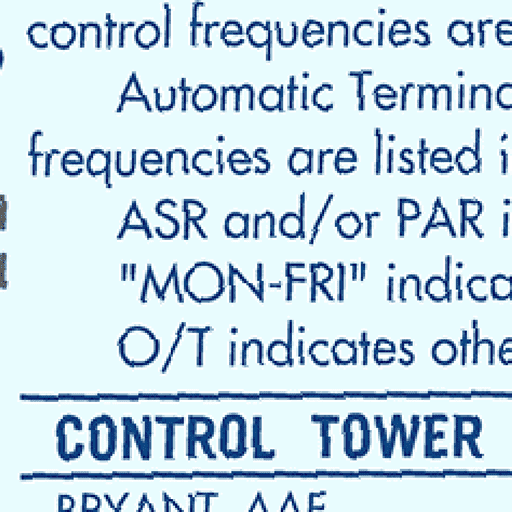 control frequencies are
Automatic Termina
frequencies are listed i
ASR and/or PAR i
"MON-FRI" indica
O/T indicates othe
CONTROL TOWER
BRYANT AAF